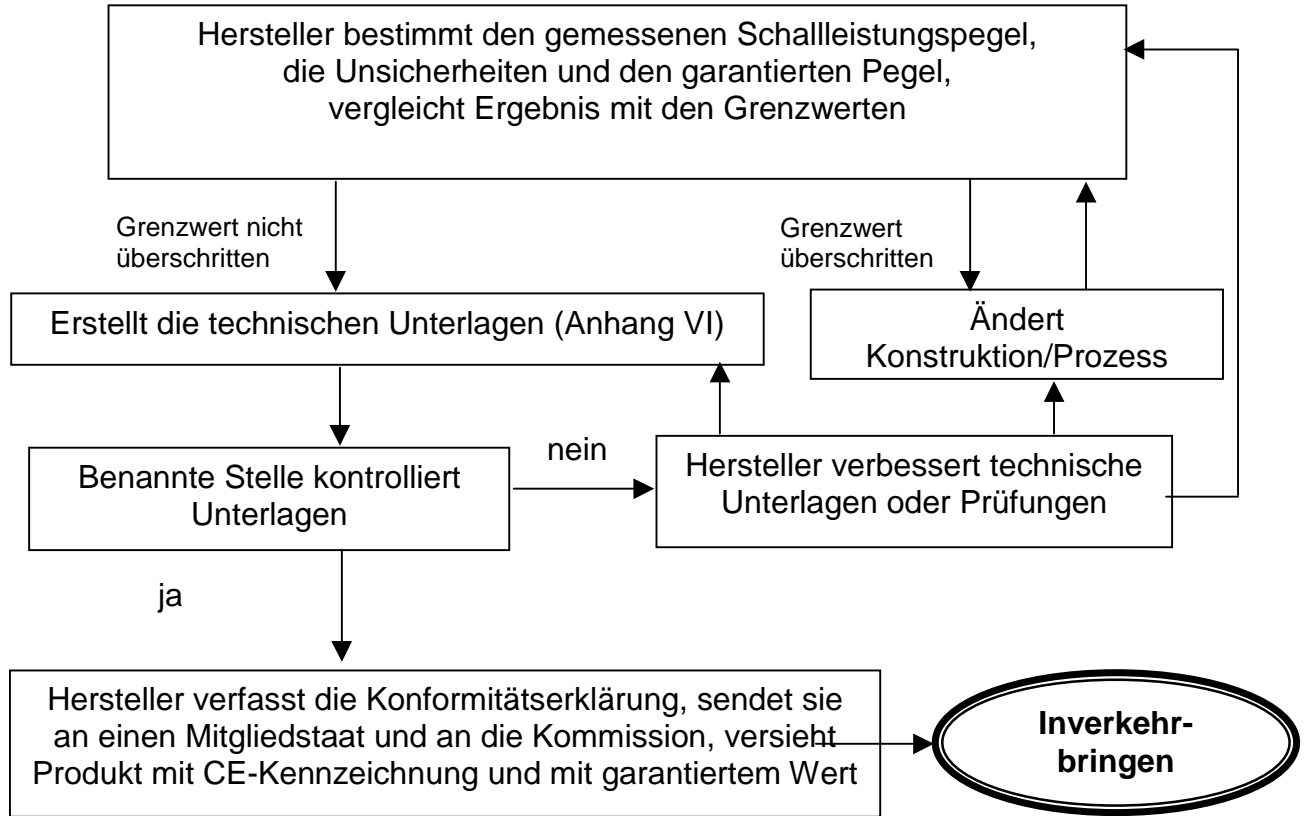 Hersteller bestimmt den gemessenen Schallleistungspegel,
die Unsicherheiten und den garantierten Pegel,
vergleicht Ergebnis mit den Grenzwerten
Grenzwert nicht
überschritten
Grenzwert
überschritten
Erstellt die technischen Unterlagen (Anhang VI)
Ändert
Konstruktion/Prozess
Benannte Stelle kontrolliert
Unterlagen
nein
Hersteller verbessert technische
Unterlagen oder Prüfungen
ja
Hersteller verfasst die Konformitätserklärung, sendet sie
an einen Mitgliedstaat und an die Kommission, versieht
Produkt mit CE-Kennzeichnung und mit garantiertem Wert
Inverkehr-
bringen